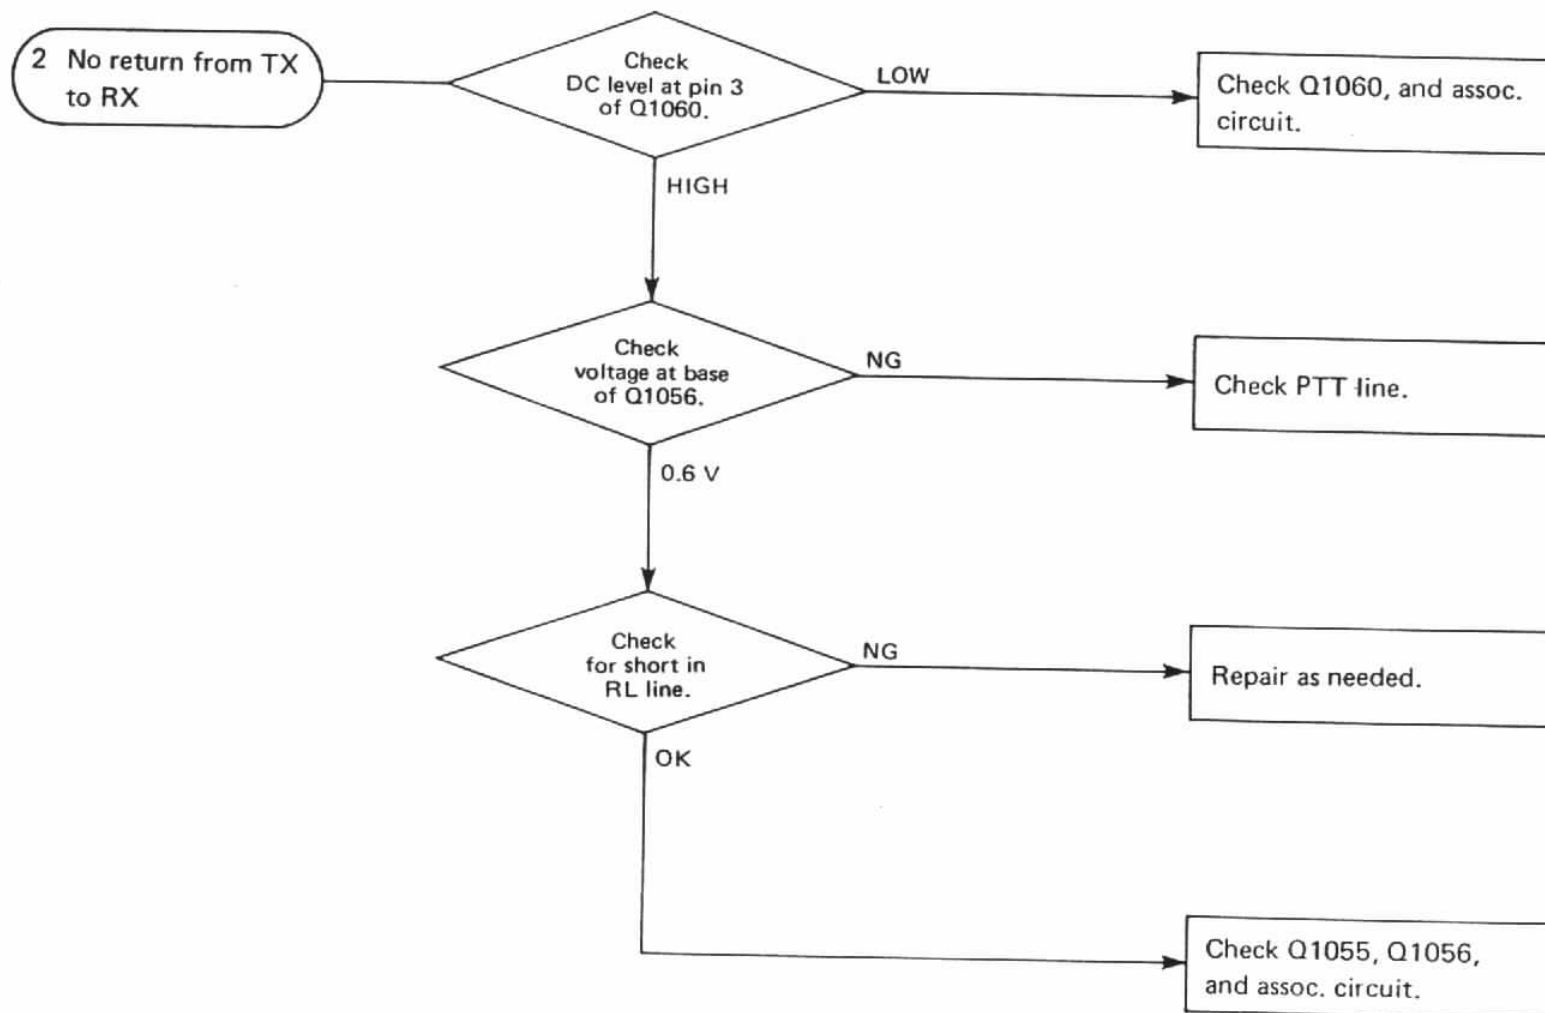 2 No return from TX
to RX
Check
DC level at pin 3
of Q1060.
LOW
Check Q1060, and assoc.
circuit.
HIGH
Check
voltage at base
of Q1056.
NG
Check PTT line.
0.6 V
Check
for short in
RL line.
NG
Repair as needed.
OK
Check Q1055, Q1056,
and assoc. circuit.